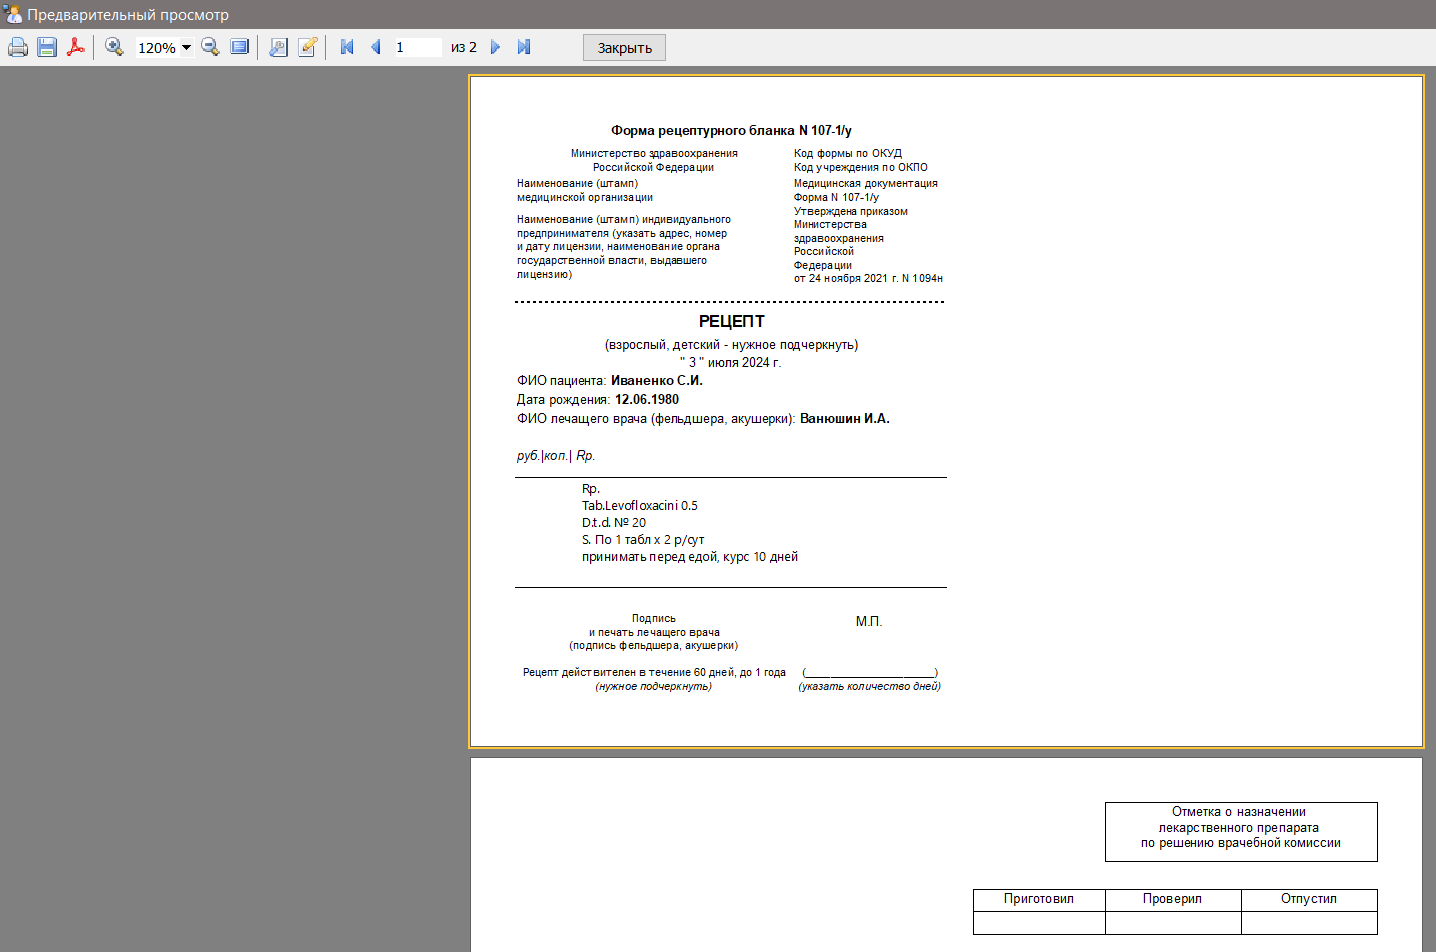 Предварительный просмотр
120%
1
из 2
Закрыть
Форма рецептурного бланка N 107-1/у
Министерство здравоохранения
Российской Федерации
Код формы по ОКУД
Код учреждения по ОКПО
Наименование (штамп)
медицинской организации
Наименование (штамп) индивидуального
предпринимателя (указать адрес, номер
и дату лицензии, наименование органа
государственной власти, выдавшего
лицензию)
Медицинская документация
Форма N 107-1/у
Утверждена приказом
Министерства
здравоохранения
Российской
Федерации
от 24 ноября 2021 г. N 1094н
РЕЦЕПТ
(взрослый, детский - нужное подчеркнуть)
" 3 " июля 2024 г.
ФИО пациента: Иваненко С.И.
Дата рождения: 12.06.1980
ФИО лечащего врача (фельдшера, акушерки): Ванюшин И.А.
руб.|коп.| Rp.
Rp.
Tab.Levofloxacini 0.5
D.t.d. № 20
S. По 1 табл х 2 р/сут
принимать перед едой, курс 10 дней
Подпись
и печать лечащего врача
(подпись фельдшера, акушерки)
М.П.
Рецепт действителен в течение 60 дней, до 1 года (______________________)
(нужное подчеркнуть) (указать количество дней)
Отметка о назначении
лекарственного препарата
по решению врачебной комиссии
Приготовил Проверил Отпустил